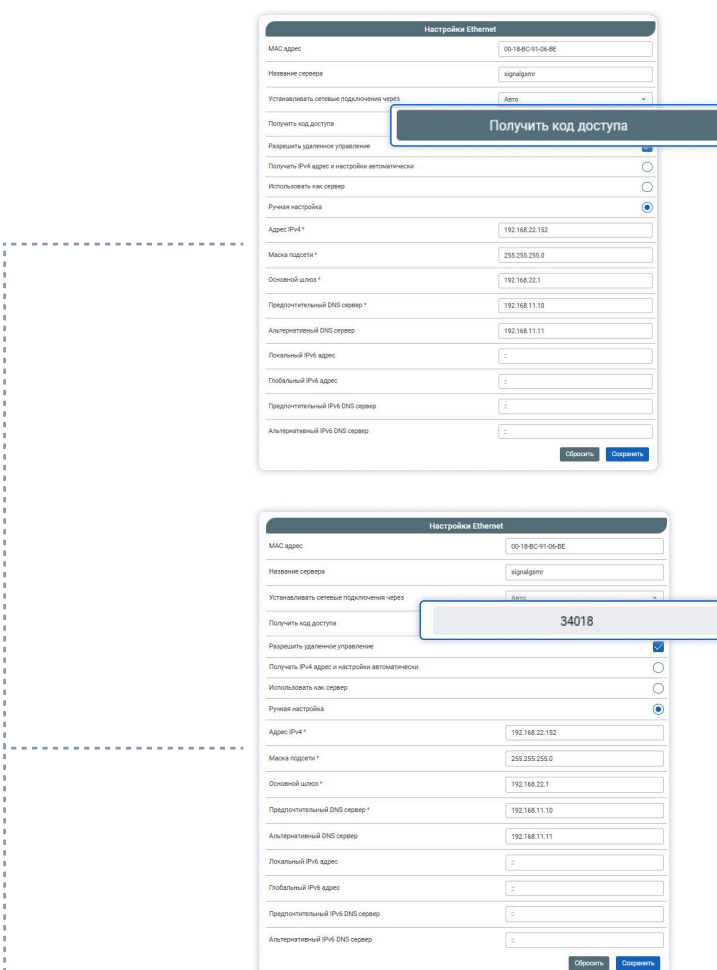 Настройки Ethernet
MAC адрес 00-18-BC-91-06-BE
Название сервера signalgsmr
Устанавливать сетевые подключения через Авто
Получить код доступа Получить код доступа
Разрешить удаленное управление
Получать IPv4 адрес и настройки автоматически
Использовать как сервер
Ручная настройка
Адрес IPv4 * 192.168.22.152
Маска подсети * 255.255.255.0
Основной шлюз * 192.168.22.1
Предпочтительный DNS сервер * 192.168.11.10
Альтернативный DNS сервер 192.168.11.11
Локальный IPv6 адрес ::
Глобальный IPv6 адрес ::
Предпочтительный IPv6 DNS сервер ::
Альтернативный IPv6 DNS сервер ::
Сбросить Сохранить
Настройки Ethernet
MAC адрес 00-18-BC-91-06-BE
Название сервера signalgsmr
Устанавливать сетевые подключения через Авто
Получить код доступа 34018
Разрешить удаленное управление
Получать IPv4 адрес и настройки автоматически
Использовать как сервер
Ручная настройка
Адрес IPv4 * 192.168.22.152
Маска подсети * 255.255.255.0
Основной шлюз * 192.168.22.1
Предпочтительный DNS сервер * 192.168.11.10
Альтернативный DNS сервер 192.168.11.11
Локальный IPv6 адрес ::
Глобальный IPv6 адрес ::
Предпочтительный IPv6 DNS сервер ::
Альтернативный IPv6 DNS сервер ::
Сбросить Сохранить